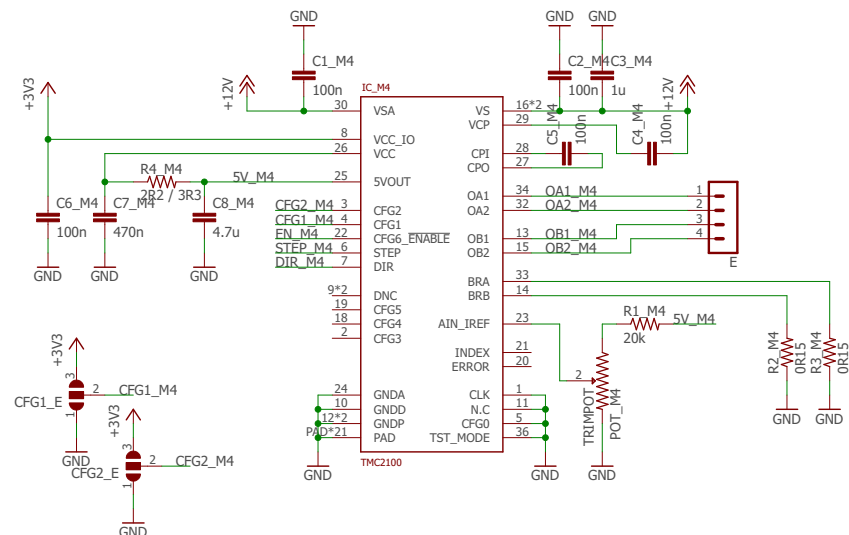 GND
GND
GND
C1_M4
100n
C2_M4
100n
C3_M4
1u
+3V3
+12V
+12V
IC_M4
30
VSA
VS
16*2
VCP
29
C5_M4
100n
C4_M4
100n
8
VCC_IO
26
VCC
CPI
28
CPO
27
R4_M4
2R2 / 3R3
5V_M4
25
5VOUT
OA1
34
OA1_M4
1
OA2
32
OA2_M4
2
3
4
E
C6_M4
100n
C7_M4
470n
C8_M4
4.7u
CFG2_M4
3
CFG2
CFG1_M4
4
CFG1
EN_M4
22
CFG6_ENABLE
STEP_M4
6
STEP
DIR_M4
7
DIR
OB1
13
OB1_M4
OB2
15
OB2_M4
GND
GND
GND
BRA
33
BRB
14
9*2
DNC
19
CFG5
18
CFG4
2
CFG3
AIN_IREF
23
R1_M4
20k
5V_M4
INDEX
21
ERROR
20
2
TRIMPOT
POT_M4
R2_M4
0R15
R3_M4
0R15
+3V3
3
2
1
CFG1_M4
CFG1_E
GND
+3V3
3
2
1
CFG2_M4
CFG2_E
GND
24
GNDA
10
GNDD
12*2
GNDP
PAD*21
PAD
CLK
1
N.C
11
CFG0
5
TST_MODE
36
GND
GND
GND
GND
GND
TMC2100